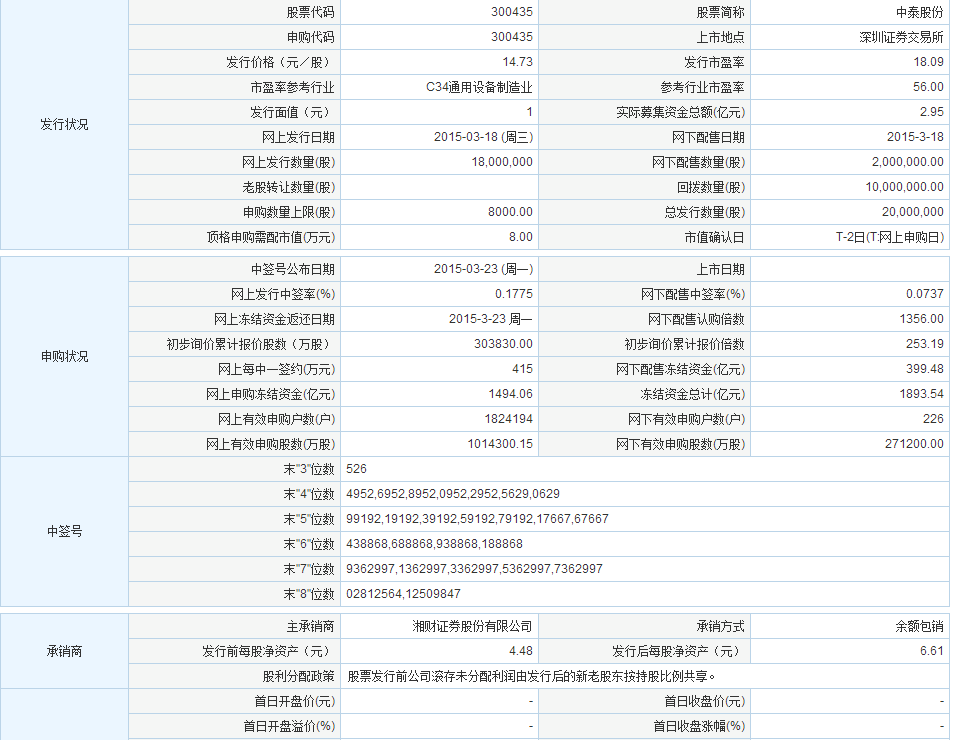 股票代码 300435 股票简称 中泰股份
申购代码 300435 上市地点 深圳证券交易所
发行价格（元／股） 14.73 发行市盈率 18.09
市盈率参考行业 C34通用设备制造业 参考行业市盈率 56.00
发行面值（元） 1 实际募集资金总额(亿元) 2.95
发行状况
网上发行日期 2015-03-18 (周三) 网下配售日期 2015-3-18
网上发行数量(股) 18,000,000 网下配售数量(股) 2,000,000.00
老股转让数量(股) 回拨数量(股) 10,000,000.00
申购数量上限(股) 8000.00 总发行数量(股) 20,000,000
顶格申购需配市值(万元) 8.00 市值确认日 T-2日(T:网上申购日)
中签号公布日期 2015-03-23 (周一) 上市日期
网上发行中签率(%) 0.1775 网下配售中签率(%) 0.0737
网上冻结资金返还日期 2015-3-23 周一 网下配售认购倍数 1356.00
初步询价累计报价股数（万股） 303830.00 初步询价累计报价倍数 253.19
申购状况
网上每中一签约(万元) 415 网下配售冻结资金(亿元) 399.48
网上申购冻结资金(亿元) 1494.06 冻结资金总计(亿元) 1893.54
网上有效申购户数(户) 1824194 网下有效申购户数(户) 226
网上有效申购股数(万股) 1014300.15 网下有效申购股数(万股) 271200.00
末"3"位数 526
末"4"位数 4952,6952,8952,0952,2952,5629,0629
末"5"位数 99192,19192,39192,59192,79192,17667,67667
中签号
末"6"位数 438868,688868,938868,188868
末"7"位数 9362997,1362997,3362997,5362997,7362997
末"8"位数 02812564,12509847
主承销商 湘财证券股份有限公司 承销方式 余额包销
承销商 发行前每股净资产（元） 4.48 发行后每股净资产（元） 6.61
股利分配政策 股票发行前公司滚存未分配利润由发行后的新老股东按持股比例共享。
首日开盘价(元) - 首日收盘价(元) -
首日开盘溢价(%) - 首日收盘涨幅(%) -